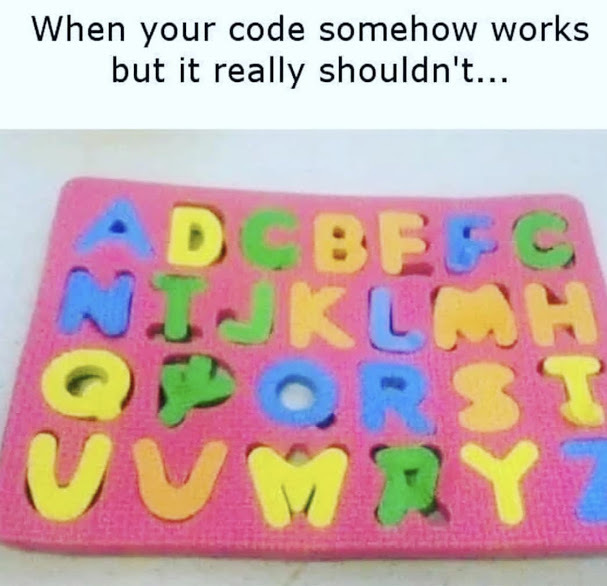 When your code somehow works
but it really shouldn't...
A D C B F F C
N T J K L M H
Q P O R S I
U V M R Y Z